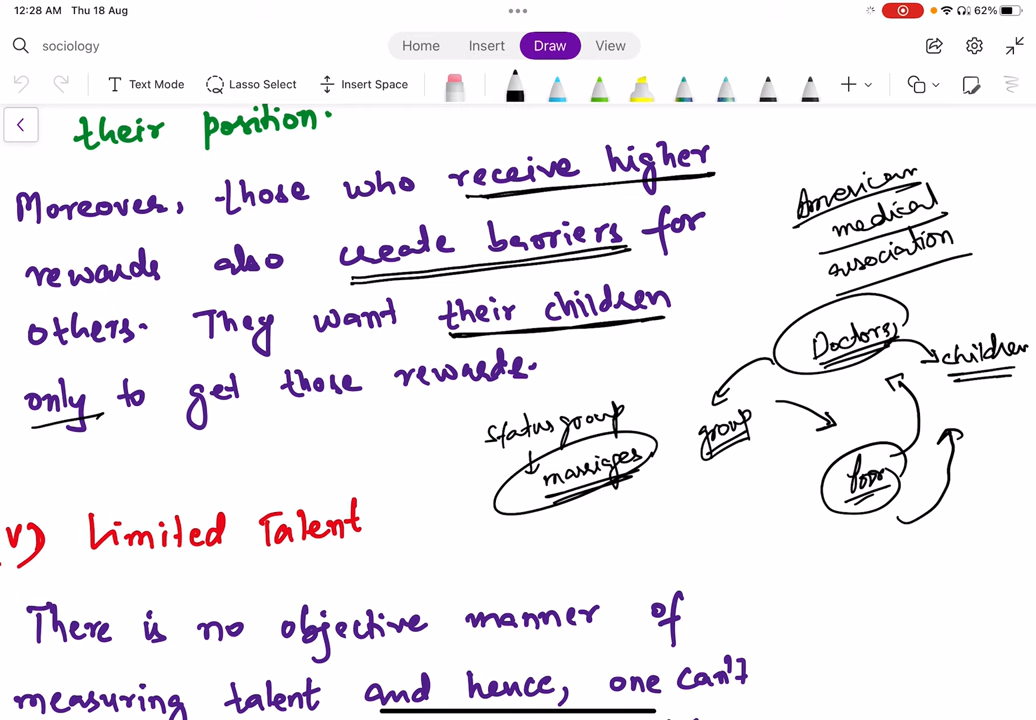 12:28 AM Thu 18 Aug
62%
sociology
Home Insert Draw View
Text Mode Lasso Select Insert Space
their position.
Moreover, those who receive higher
rewards also create barriers for
others. They want their children
only to get those rewards.
American
medical
association
Doctors
children
group
Poor
status group
marriages
v) Limited Talent
There is no objective manner of
measuring talent and hence, one can't